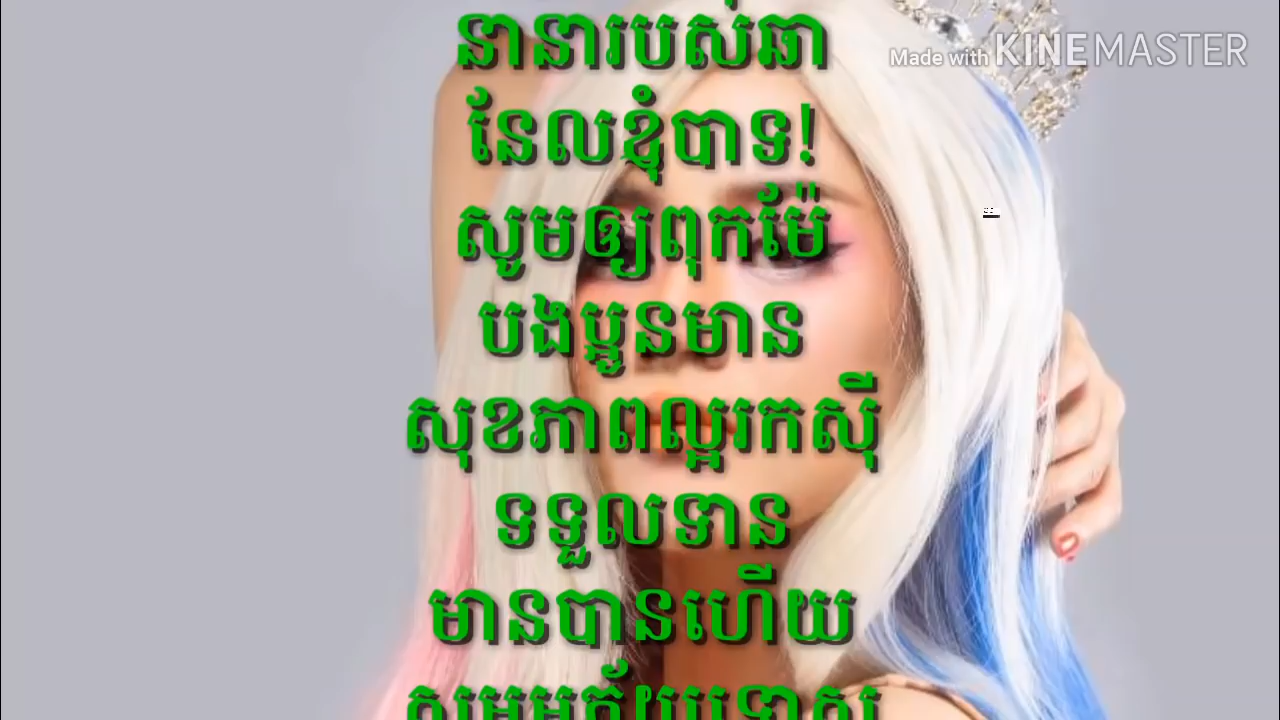 នានារបស់ឆា
Made with KINEMASTER
នែលខ្ញុំបាទ!
សូមឲ្យពុកម៉ែ
បងប្អូនមាន
សុខភាពល្អរកស៊ី
ទទួលទាន
មានបានហើយ